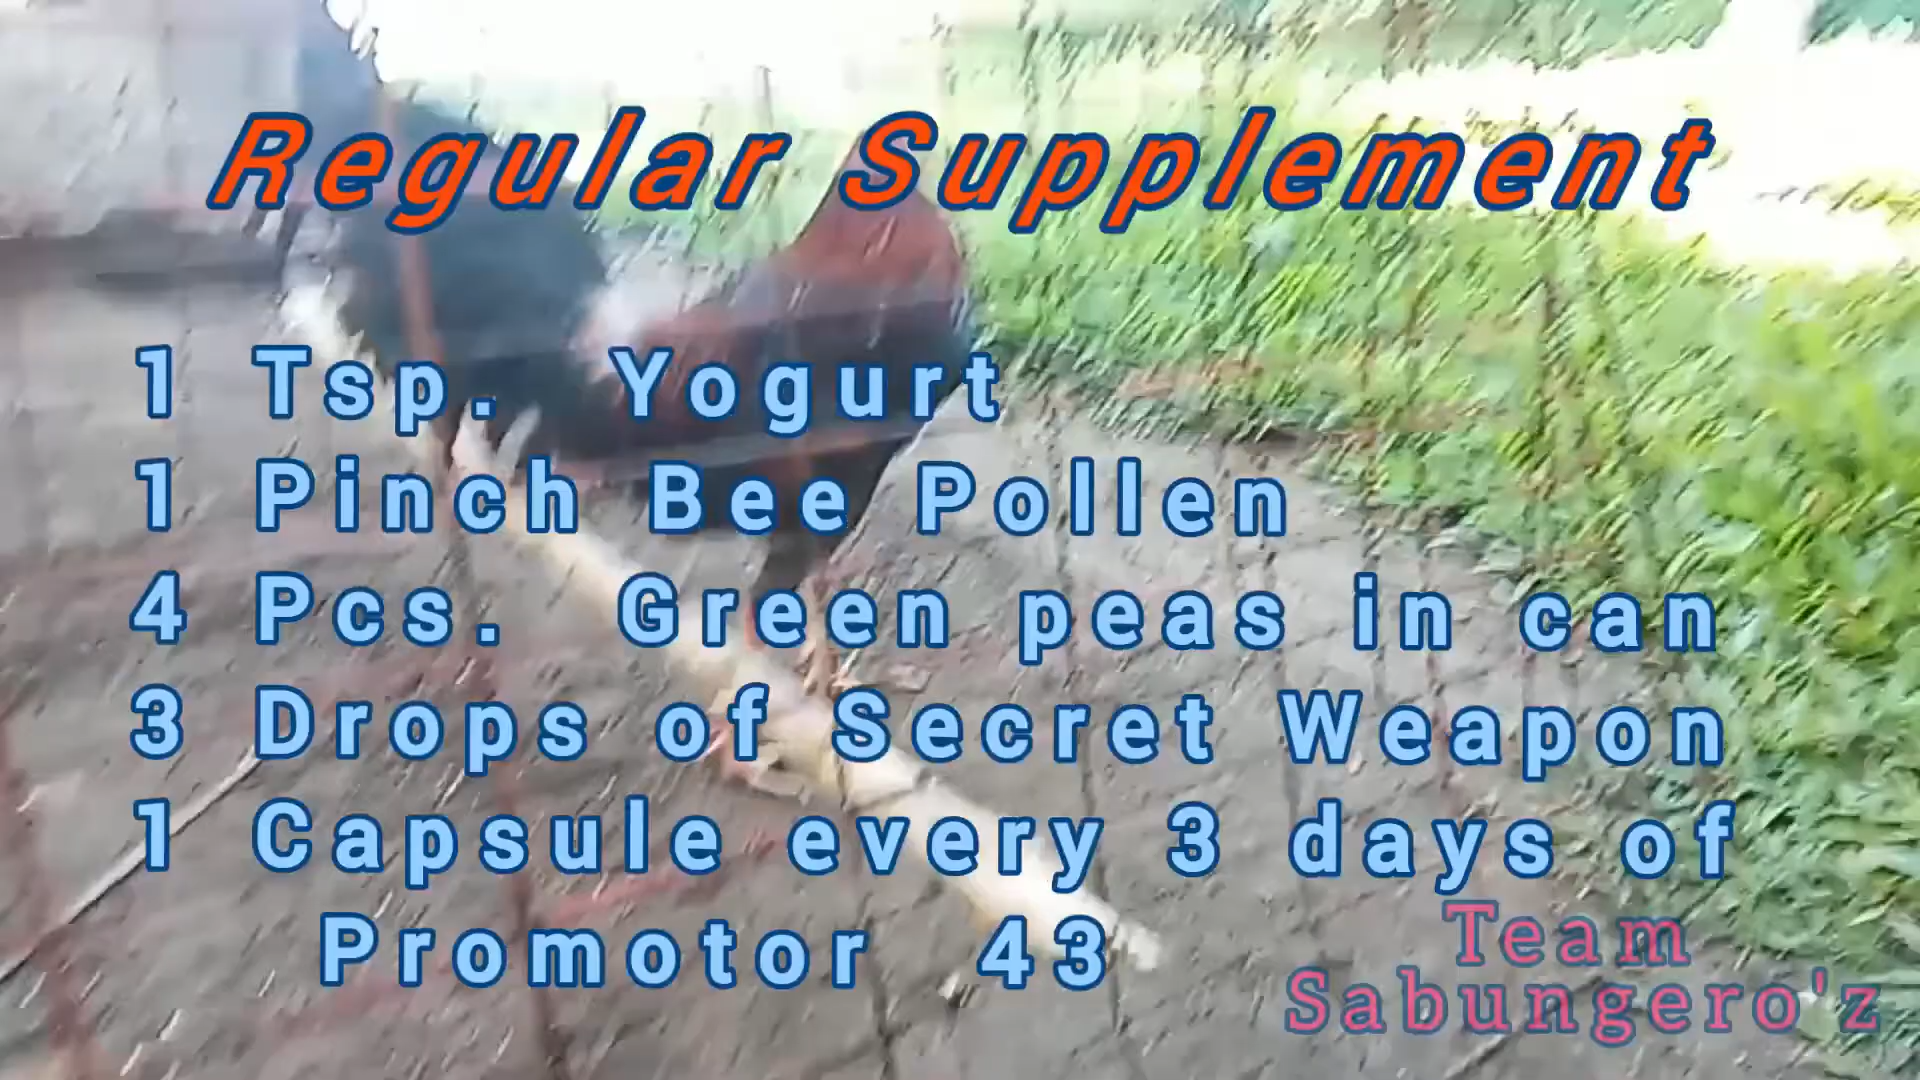 Regular Supplement
1 Tsp. Yogurt
1 Pinch Bee Pollen
4 Pcs. Green peas in can
3 Drops of Secret Weapon
1 Capsule every 3 days of
Promotor 43
Team
Sabungero'z